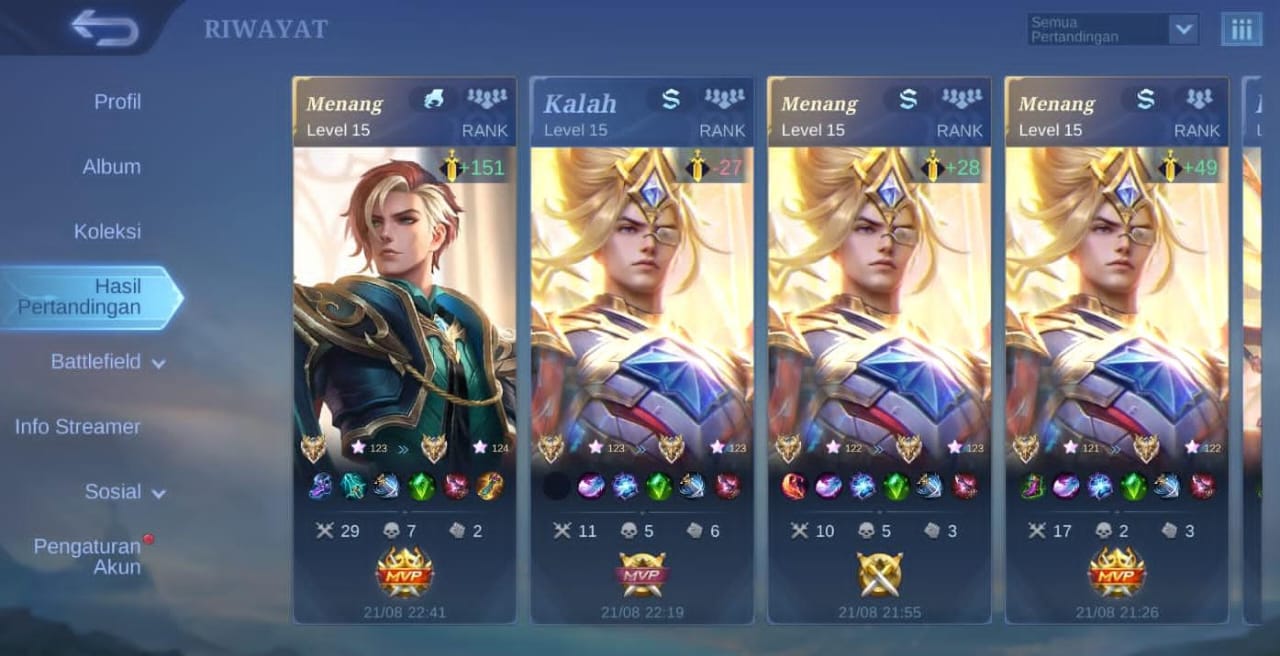 RIWAYAT
Semua
Pertandingan
Profil
Album
Koleksi
Hasil
Pertandingan
Battlefield
Info Streamer
Sosial
Pengaturan
Akun
Menang
Level 15
RANK
+151
123
124
29
7
2
MVP
21/08 22:41
Kalah
Level 15
RANK
-27
123
123
11
5
6
MVP
21/08 22:19
Menang
Level 15
RANK
+28
122
123
10
5
3
21/08 21:55
Menang
Level 15
RANK
+49
121
122
17
2
3
MVP
21/08 21:26